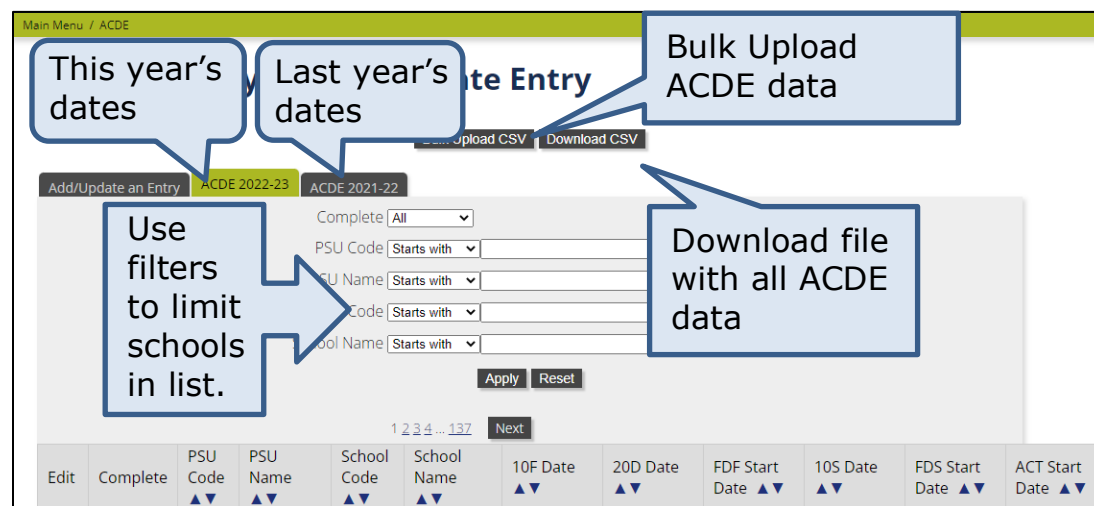 Main Menu / ACDE
This year's
dates
Last year's
dates
Entry
Bulk Upload
ACDE data
Upload CSV
Download CSV
Add/Update an Entry
ACDE 2022-23
ACDE 2021-22
Use
filters
to limit
schools
in list.
Download file
with all ACDE
data
Complete All
PSU Code Starts with
Name Starts with
Code Starts with
Name Starts with
Apply Reset
1 2 3 4 ... 137 Next
Edit
Complete
PSU
Code ▲▼
PSU
Name ▲▼
School
Code ▲▼
School
Name ▲▼
10F Date
▲▼
20D Date
▲▼
FDF Start
Date ▲▼
10S Date
▲▼
FDS Start
Date ▲▼
ACT Start
Date ▲▼